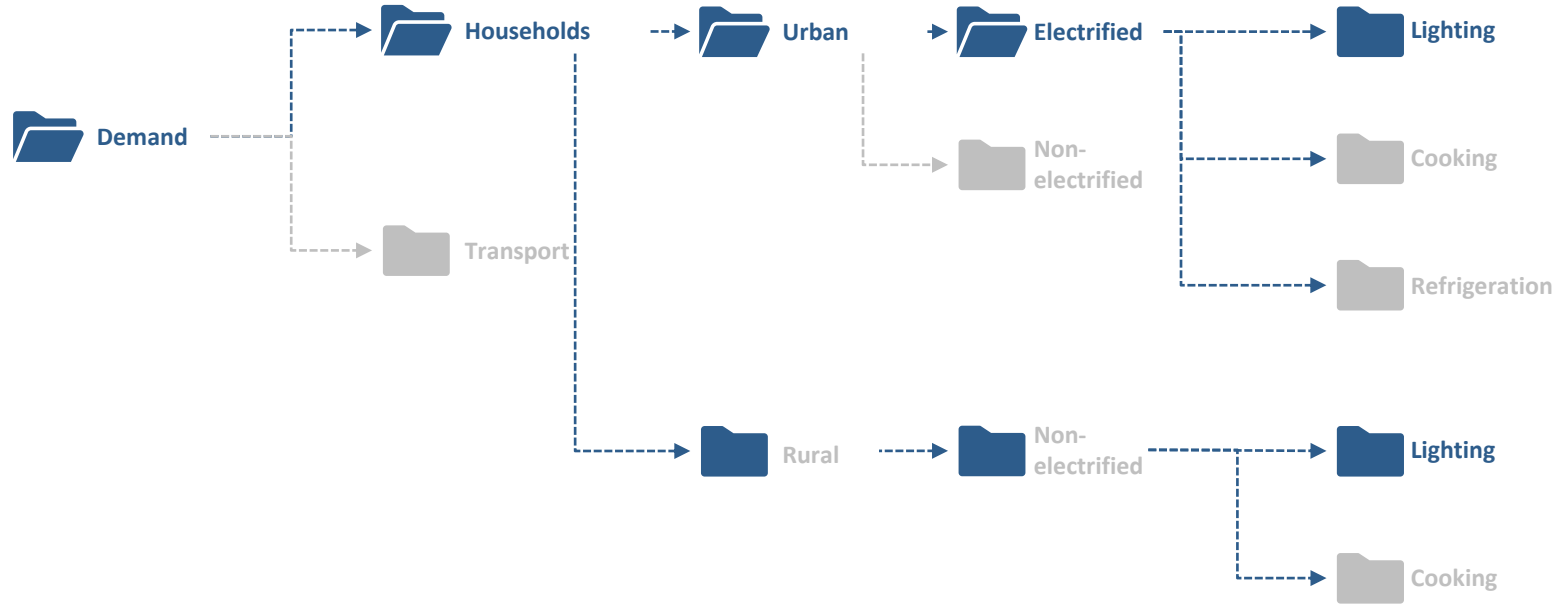 Households
Urban
Electrified
Lighting
Demand
Non-
electrified
Cooking
Transport
Refrigeration
Rural
Non-
electrified
Lighting
Cooking